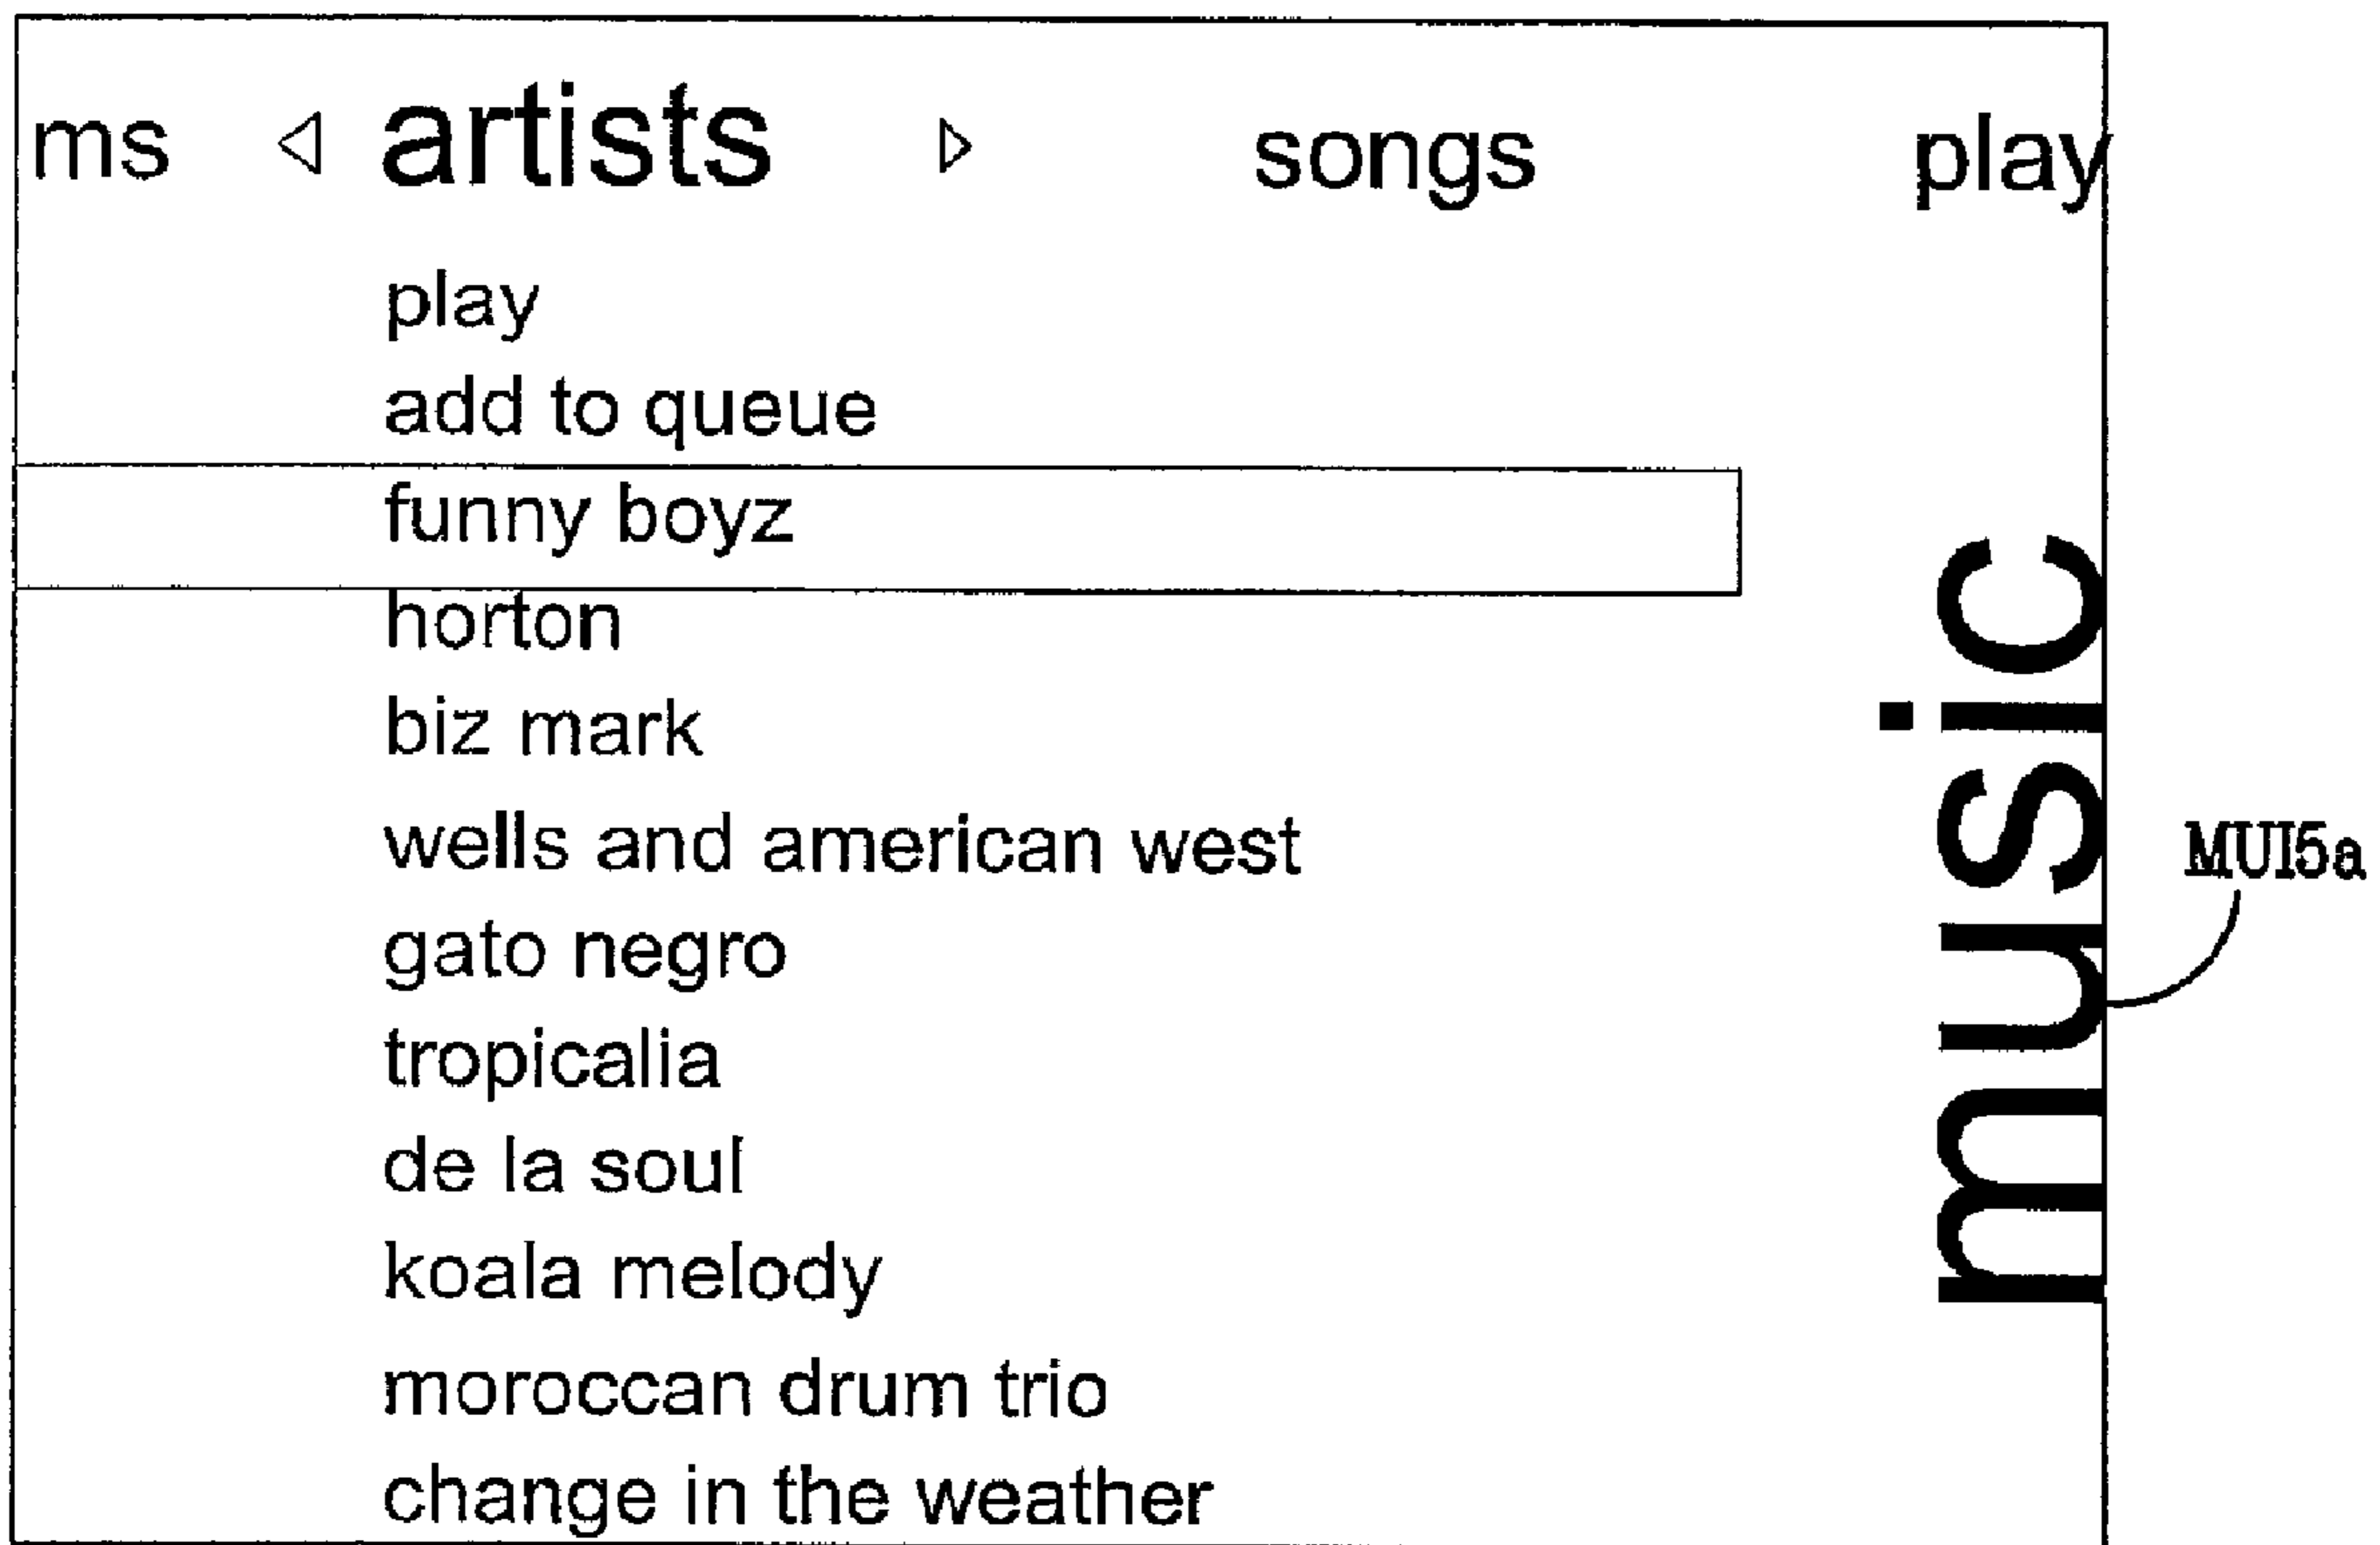 ms artists songs play
play
add to queue
funny boyz
horton
biz mark
wells and american west
gato negro
tropicalia
de la soul
koala melody
moroccan drum trio
change in the weather
music
MUI5a